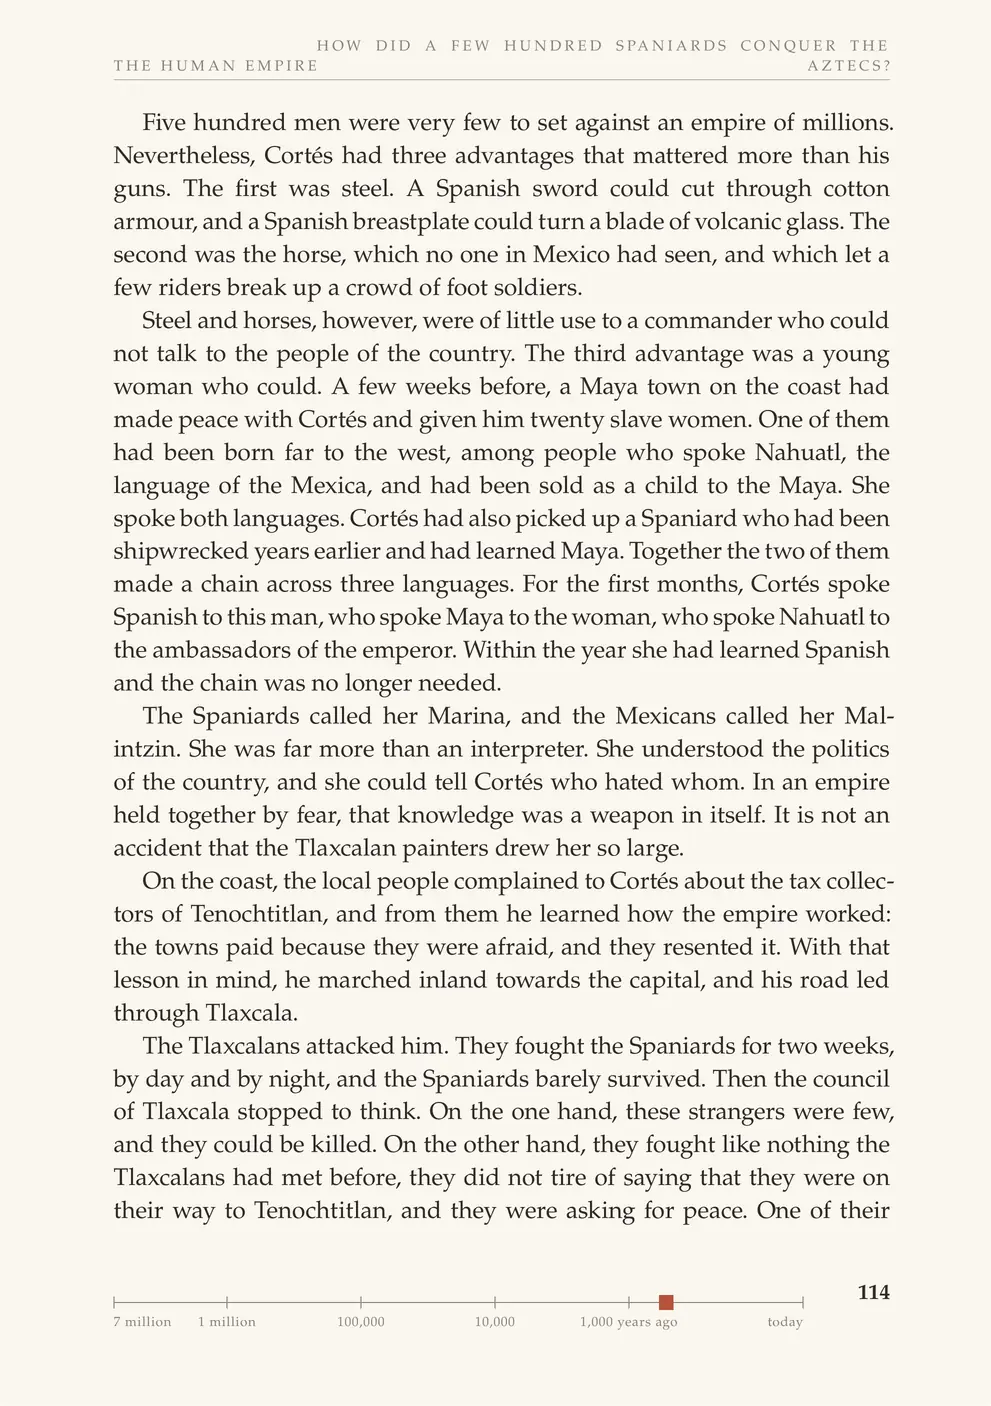 HOW DID A FEW HUNDRED SPANIARDS CONQUER THE
THE HUMAN EMPIRE AZTECS?
Five hundred men were very few to set against an empire of millions.
Nevertheless, Cortés had three advantages that mattered more than his
guns. The first was steel. A Spanish sword could cut through cotton
armour, and a Spanish breastplate could turn a blade of volcanic glass. The
second was the horse, which no one in Mexico had seen, and which let a
few riders break up a crowd of foot soldiers.
Steel and horses, however, were of little use to a commander who could
not talk to the people of the country. The third advantage was a young
woman who could. A few weeks before, a Maya town on the coast had
made peace with Cortés and given him twenty slave women. One of them
had been born far to the west, among people who spoke Nahuatl, the
language of the Mexica, and had been sold as a child to the Maya. She
spoke both languages. Cortés had also picked up a Spaniard who had been
shipwrecked years earlier and had learned Maya. Together the two of them
made a chain across three languages. For the first months, Cortés spoke
Spanish to this man, who spoke Maya to the woman, who spoke Nahuatl to
the ambassadors of the emperor. Within the year she had learned Spanish
and the chain was no longer needed.
The Spaniards called her Marina, and the Mexicans called her Mal-
intzin. She was far more than an interpreter. She understood the politics
of the country, and she could tell Cortés who hated whom. In an empire
held together by fear, that knowledge was a weapon in itself. It is not an
accident that the Tlaxcalan painters drew her so large.
On the coast, the local people complained to Cortés about the tax collec-
tors of Tenochtitlan, and from them he learned how the empire worked:
the towns paid because they were afraid, and they resented it. With that
lesson in mind, he marched inland towards the capital, and his road led
through Tlaxcala.
The Tlaxcalans attacked him. They fought the Spaniards for two weeks,
by day and by night, and the Spaniards barely survived. Then the council
of Tlaxcala stopped to think. On the one hand, these strangers were few,
and they could be killed. On the other hand, they fought like nothing the
Tlaxcalans had met before, they did not tire of saying that they were on
their way to Tenochtitlan, and they were asking for peace. One of their
114
7 million 1 million 100,000 10,000 1,000 years ago today